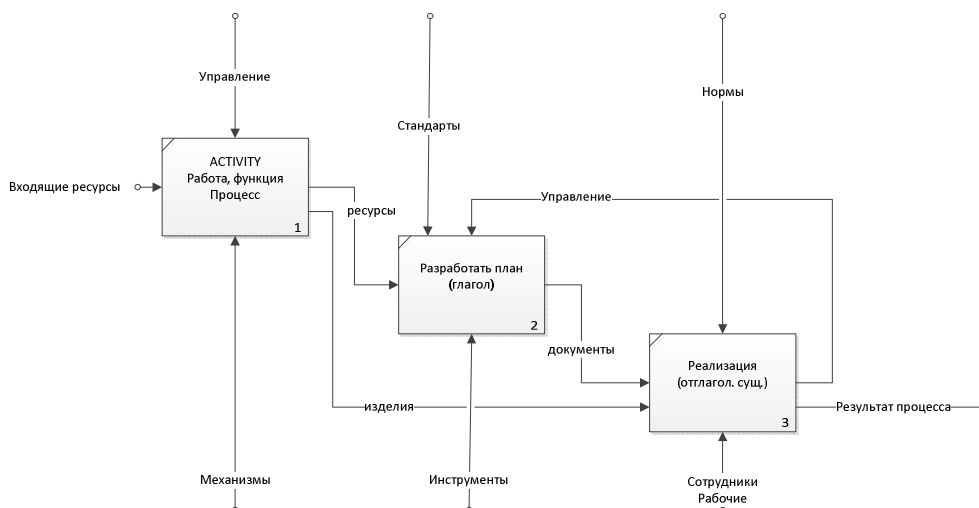 Управление
Стандарты
Нормы
ACTIVITY
Работа, функция
Процесс
1
Входящие ресурсы
ресурсы
Управление
Разработать план
(глагол)
2
документы
Реализация
(отглагол. сущ.)
3
изделия
Результат процесса
Механизмы
Инструменты
Сотрудники
Рабочие